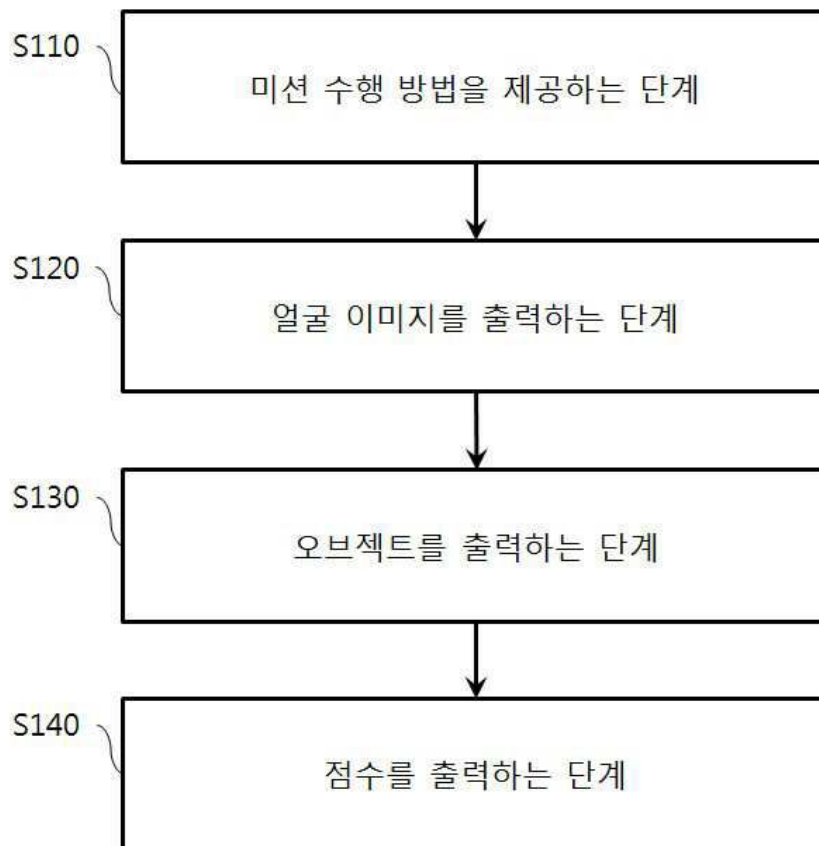 S110
미션 수행 방법을 제공하는 단계
S120
얼굴 이미지를 출력하는 단계
S130
오브젝트를 출력하는 단계
S140
점수를 출력하는 단계